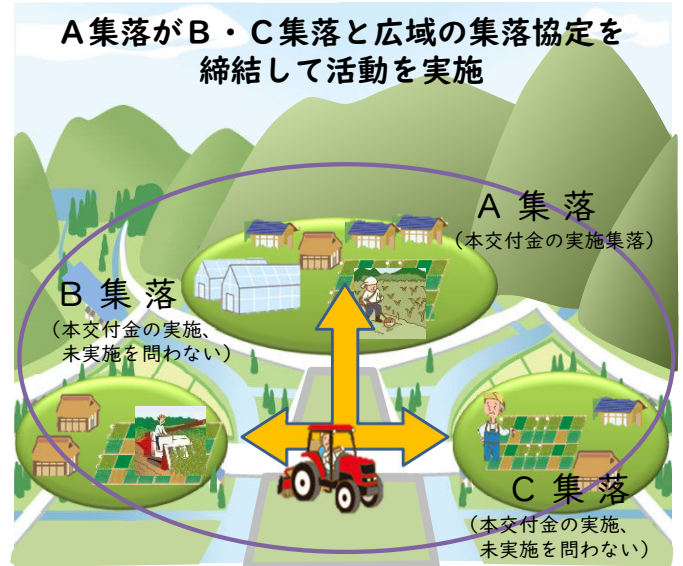 A集落がB・C集落と広域の集落協定を
締結して活動を実施
A 集 落
(本交付金の実施集落)
B 集 落
(本交付金の実施、
未実施を問わない)
C 集 落
(本交付金の実施、
未実施を問わない)